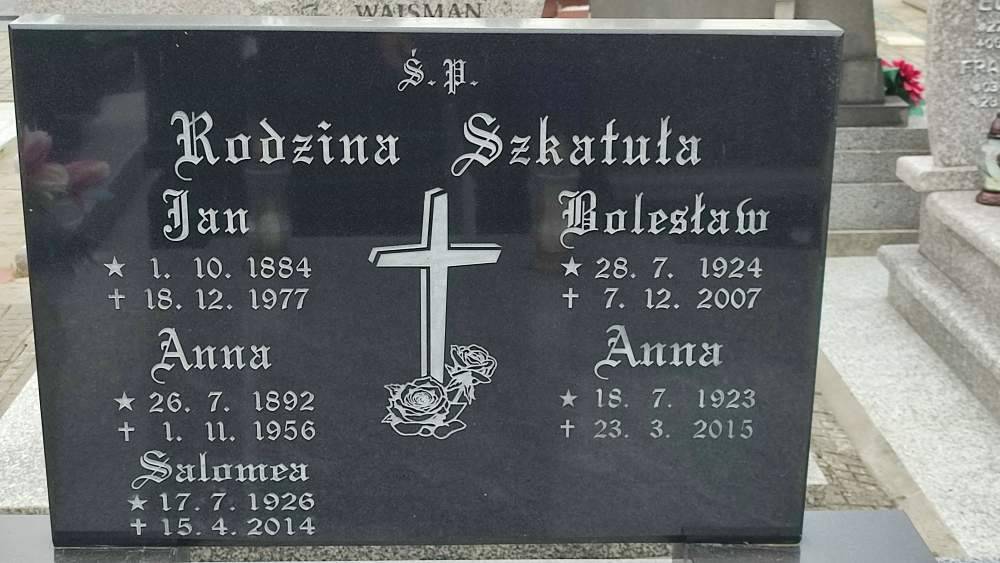 WAISMAN
Ś.P.
Rodzina Szkatuła
Jan
★ 1. 10. 1884
✝ 18. 12. 1977
Anna
★ 26. 7. 1892
✝ 1. 11. 1956
Salomea
★ 17. 7. 1926
✝ 15. 4. 2014
Bolesław
★ 28. 7. 1924
✝ 7. 12. 2007
Anna
★ 18. 7. 1923
✝ 23. 3. 2015